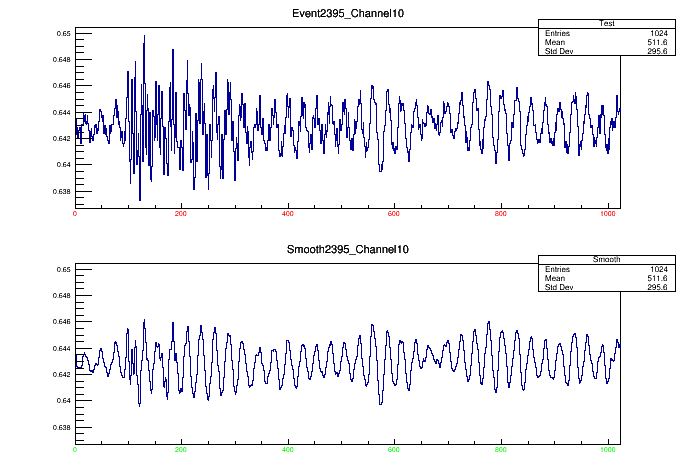 Event2395_Channel10
Test
Entries 1024
Mean 511.6
Std Dev 295.6
0.65
0.648
0.646
0.644
0.642
0.64
0.638
0 200 400 600 800 1000
Smooth2395_Channel10
Smooth
Entries 1024
Mean 511.6
Std Dev 295.6
0.65
0.648
0.646
0.644
0.642
0.64
0.638
0 200 400 600 800 1000